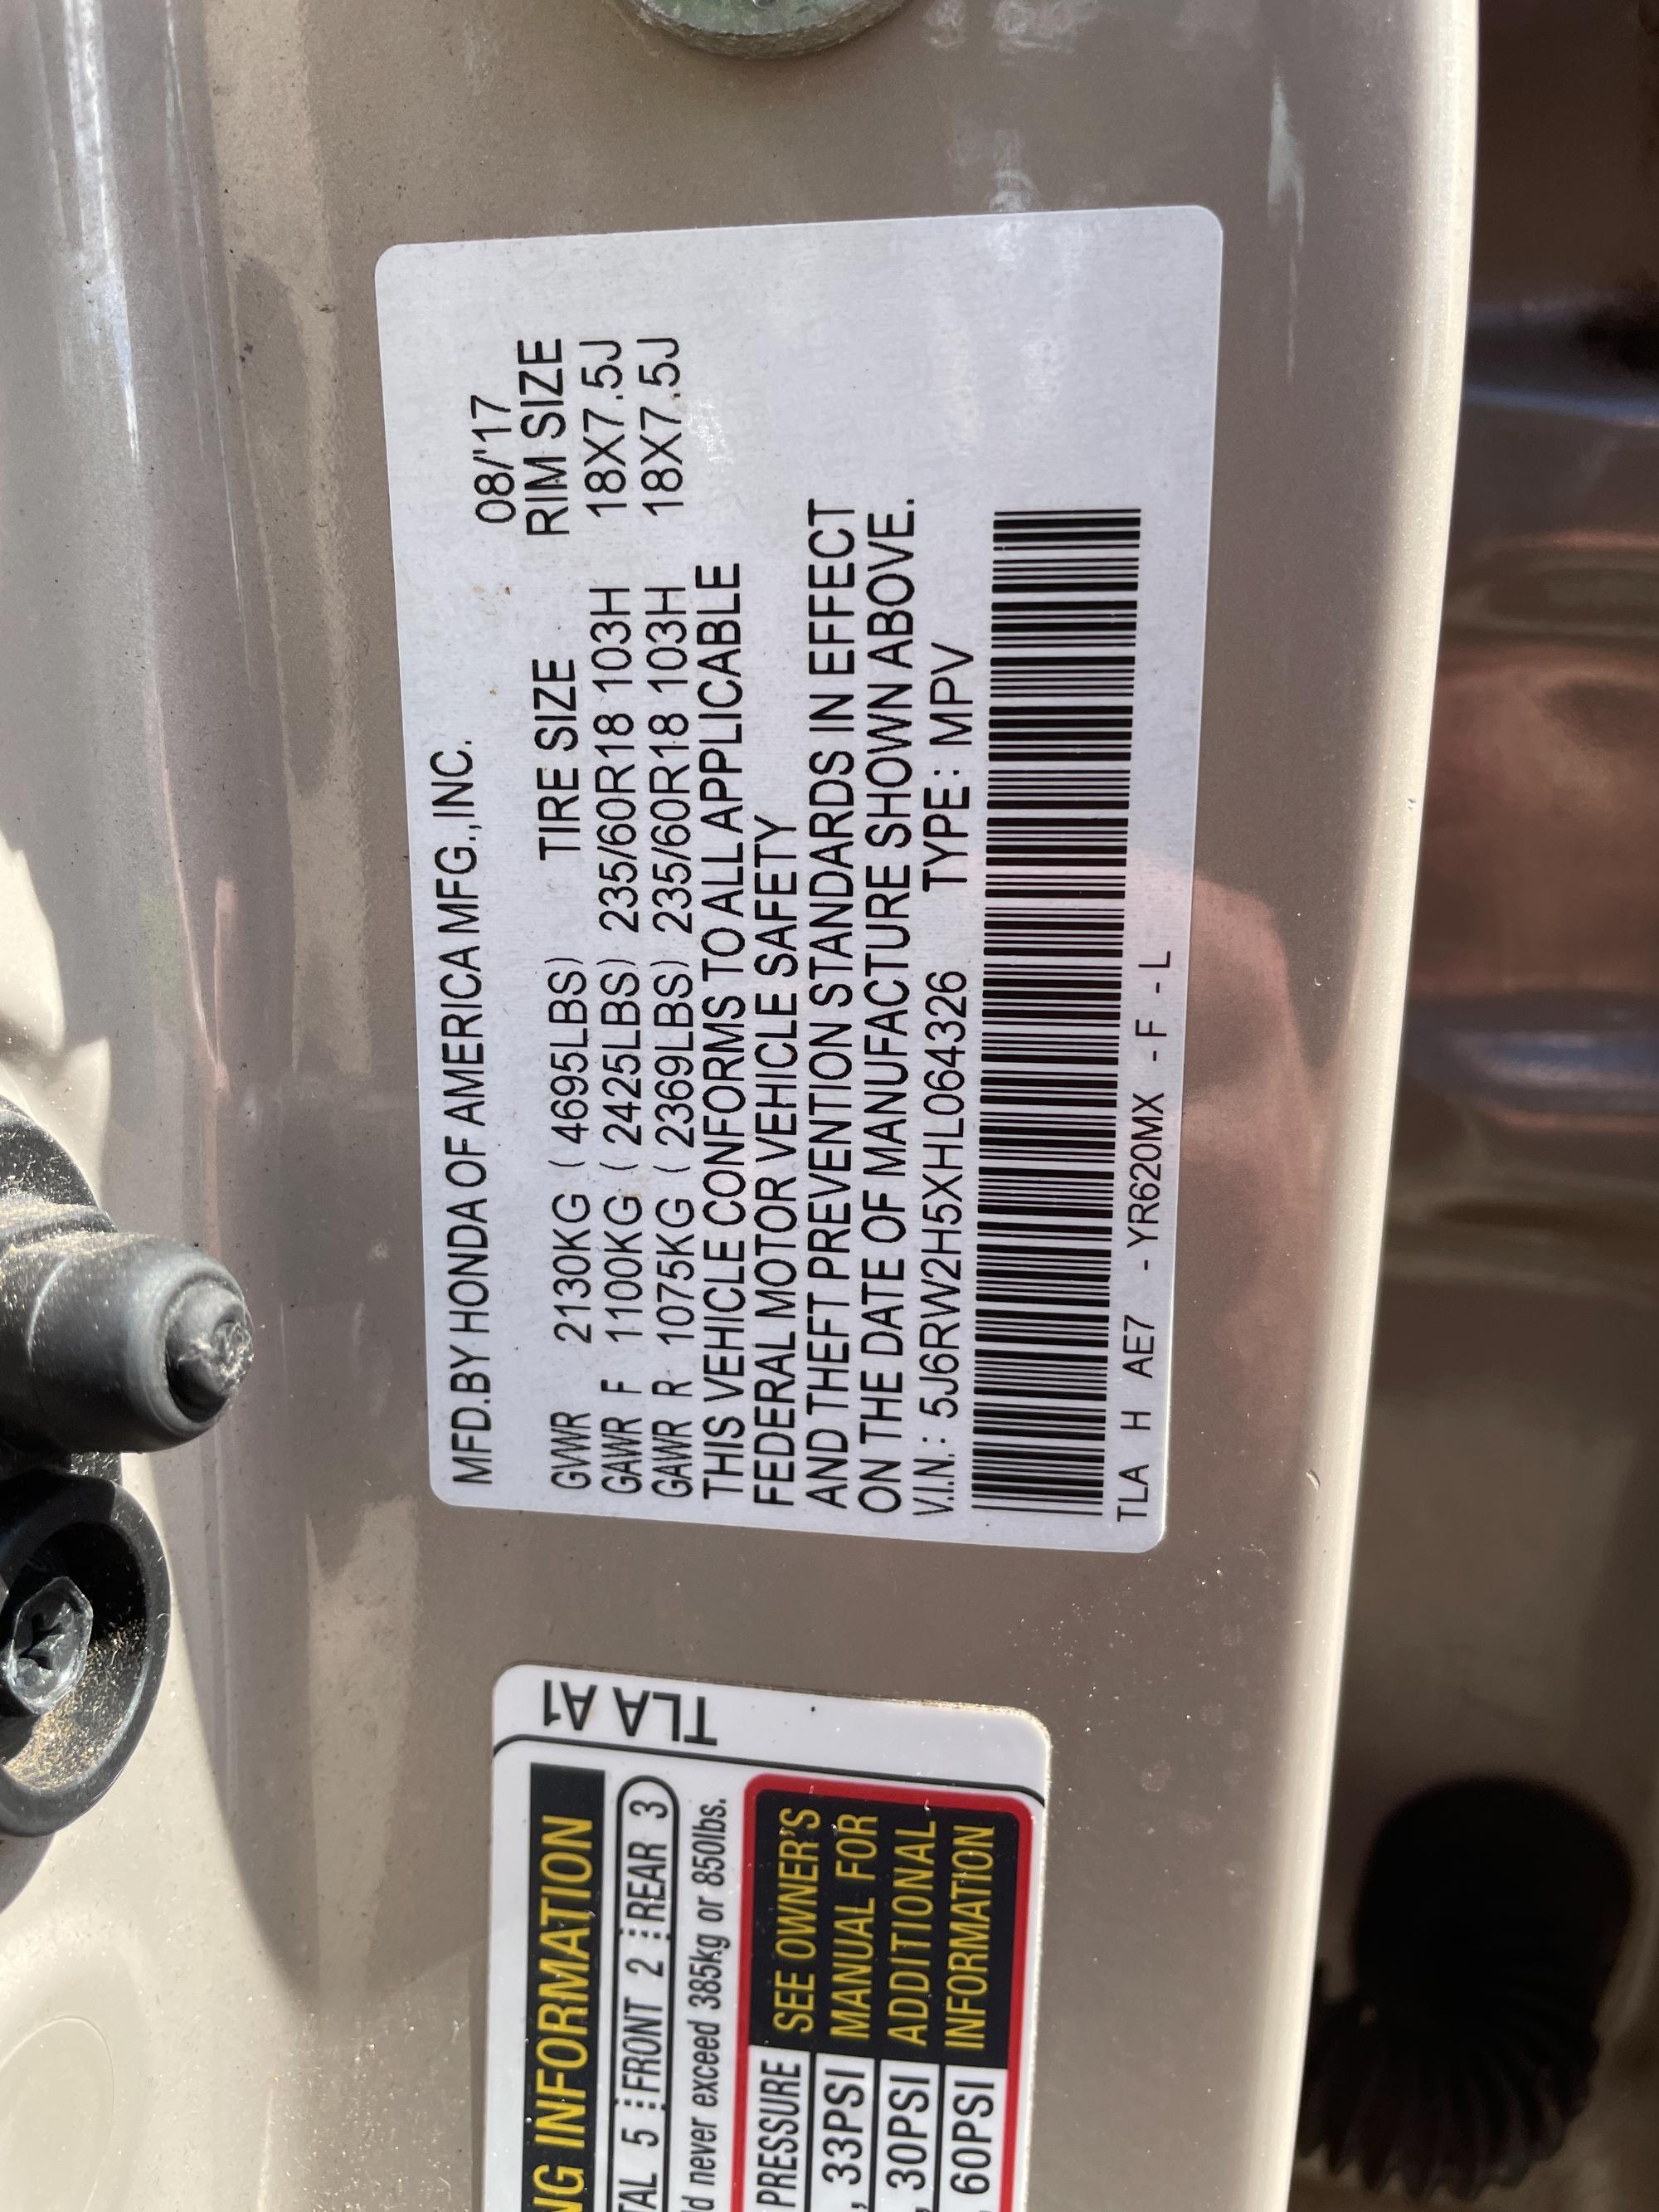 MFD.BY HONDA OF AMERICA MFG.,INC.
08/'17
TIRE SIZE RIM SIZE
GVWR 2130KG ( 4695LBS)
GAWR F 1100KG ( 2425LBS) 235/60R18 103H 18X7.5J
GAWR R 1075KG ( 2369LBS) 235/60R18 103H 18X7.5J
THIS VEHICLE CONFORMS TO ALL APPLICABLE
FEDERAL MOTOR VEHICLE SAFETY
AND THEFT PREVENTION STANDARDS IN EFFECT
ON THE DATE OF MANUFACTURE SHOWN ABOVE.
V.I.N.: 5J6RW2H5XHL064326 TYPE: MPV
TLA H AE7 - YR620MX - F - L
TLA A1
INFORMATION
5 FRONT 2 REAR 3
never exceed 385kg or 850lbs.
PRESSURE
33PSI
30PSI
60PSI
SEE OWNER'S
MANUAL FOR
ADDITIONAL
INFORMATION